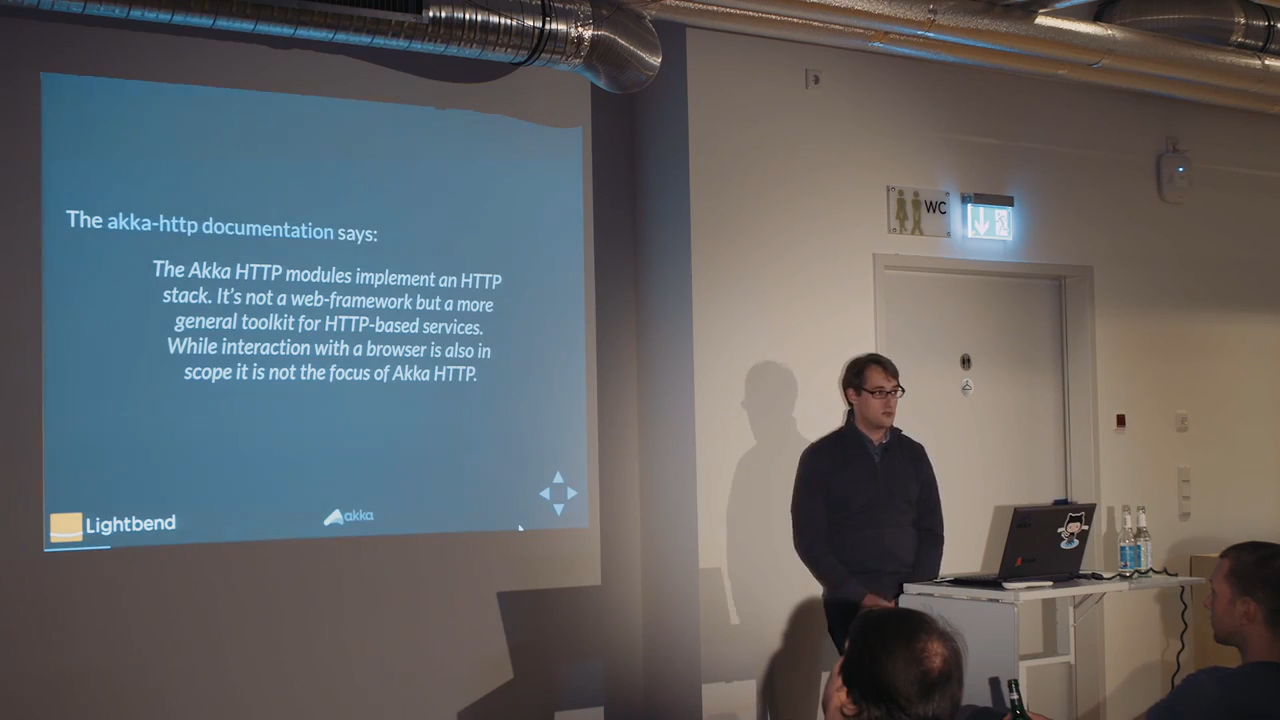 The akka-http documentation says:
The Akka HTTP modules implement an HTTP
stack. It's not a web-framework but a more
general toolkit for HTTP-based services.
While interaction with a browser is also in
scope it is not the focus of Akka HTTP.
Lightbend
akka
WC